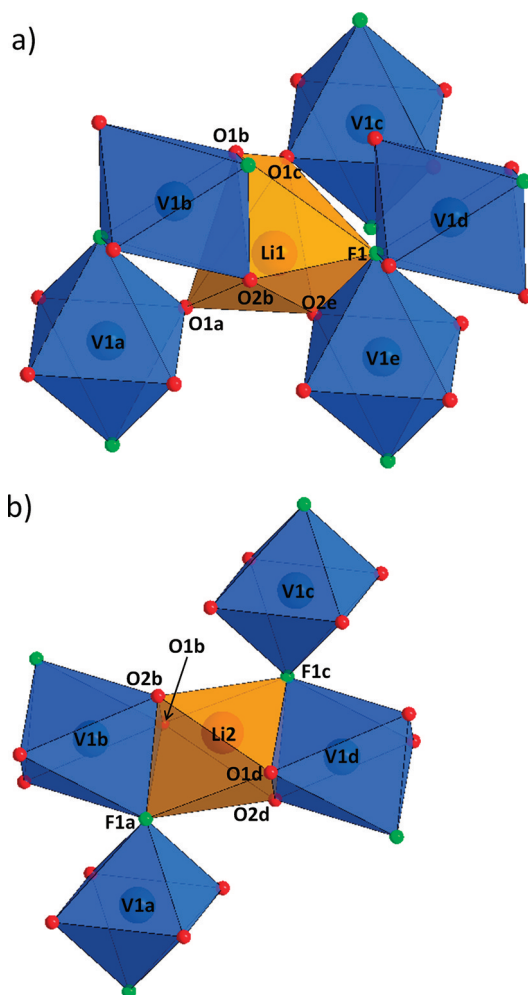 a)
V1c
O1b
O1c
V1b
V1d
Li1
F1
O2b
O2e
O1a
V1a
V1e
b)
V1c
O1b
O2b
F1c
Li2
V1b
V1d
O1d
O2d
F1a
V1a